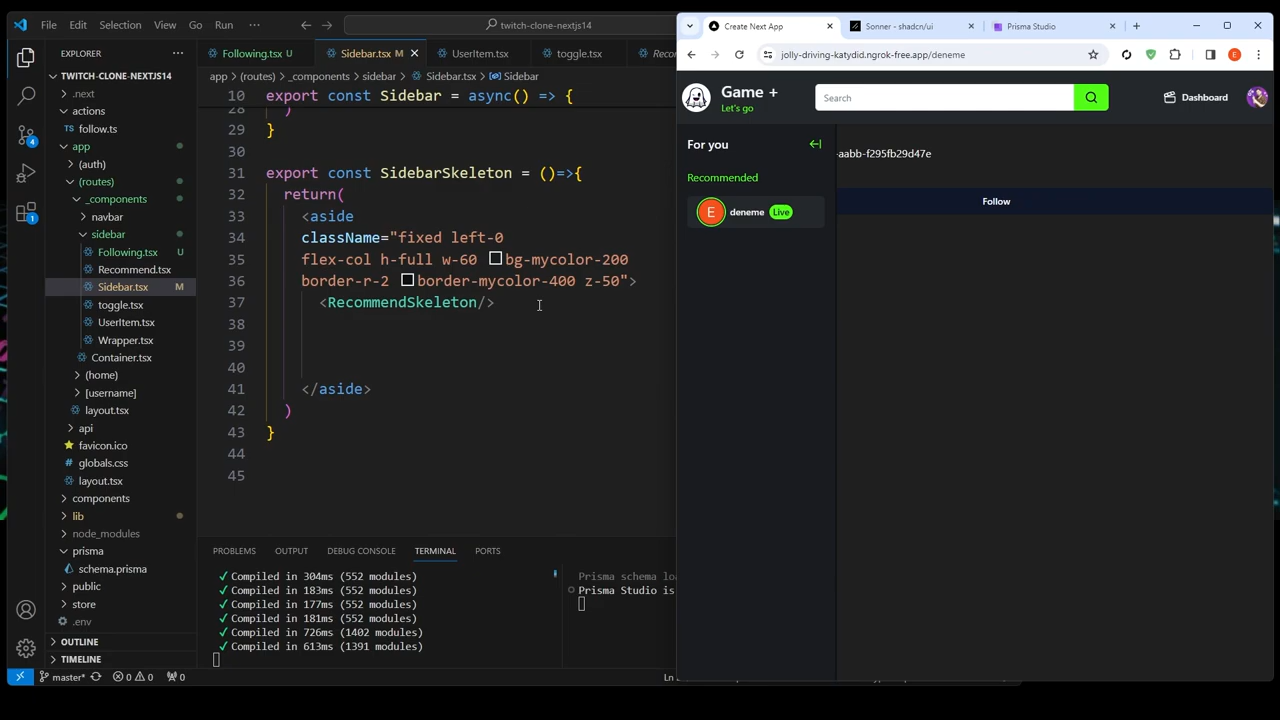 File Edit Selection View Go Run ···
twitch-clone-nextjs14
EXPLORER ···
TWITCH-CLONE-NEXTJS14
.next
actions
follow.ts
app
(auth)
(routes)
_components
navbar
sidebar
Following.tsx U
Recommend.tsx
Sidebar.tsx M
toggle.tsx
UserItem.tsx
Wrapper.tsx
Container.tsx
(home)
[username]
layout.tsx
api
favicon.ico
globals.css
layout.tsx
components
lib
node_modules
prisma
schema.prisma
public
store
.env
OUTLINE
TIMELINE
4
1
Following.tsx U
Sidebar.tsx M
UserItem.tsx
toggle.tsx
app > (routes) > _components > sidebar > Sidebar.tsx > Sidebar
10 export const Sidebar = async() => {
28 )
29 }
30
31 export const SidebarSkeleton = ()=>{
32 return(
33 <aside
34 className="fixed left-0
35 flex-col h-full w-60 bg-mycolor-200
36 border-r-2 border-mycolor-400 z-50">
37 <RecommendSkeleton/>
38
39
40
41 </aside>
42 )
43 }
44
45
PROBLEMS OUTPUT DEBUG CONSOLE TERMINAL PORTS
✓ Compiled in 304ms (552 modules)
✓ Compiled in 183ms (552 modules)
✓ Compiled in 177ms (552 modules)
✓ Compiled in 181ms (552 modules)
✓ Compiled in 726ms (1402 modules)
✓ Compiled in 613ms (1391 modules)
Prisma schema
Prisma Studio is
master* 0 0 0
Create Next App
Sonner - shadcn/ui
Prisma Studio
jolly-driving-katydid.ngrok-free.app/deneme
E
Game +
Let's go
Search
Dashboard
For you
Recommended
E deneme Live
-aabb-f295fb29d47e
Follow